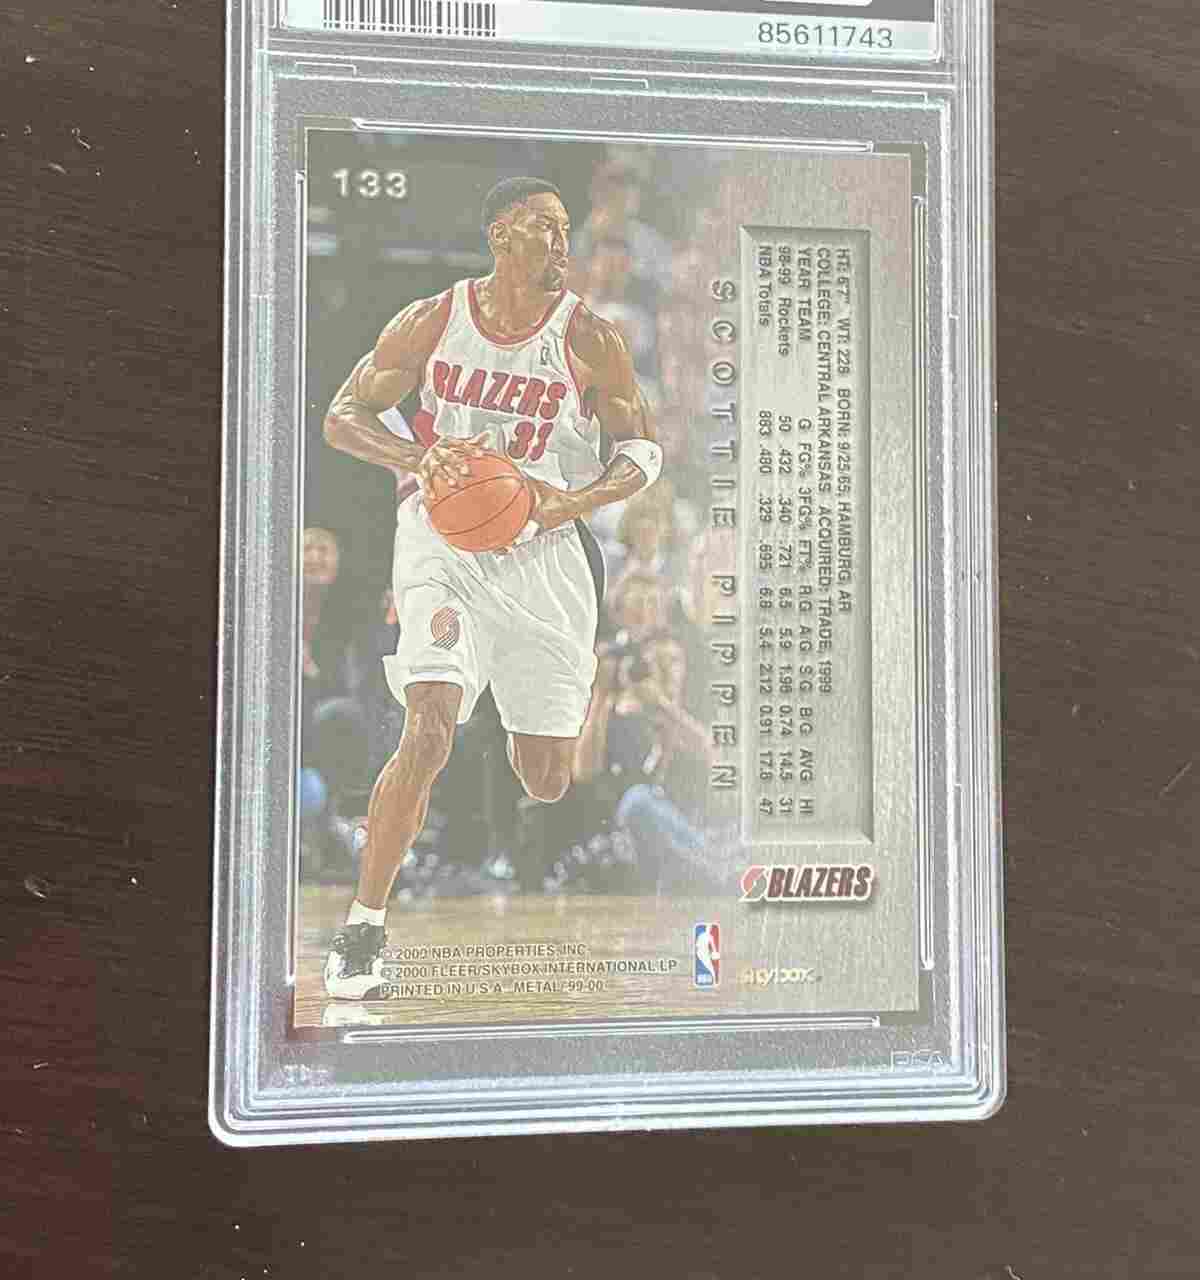 85611743
133
HT: 6'7" WT: 228 BORN: 9/25/65, HAMBURG, AR
COLLEGE: CENTRAL ARKANSAS ACQUIRED: TRADE, 1999
YEAR TEAM G FG% 3FG% FT% R/G A/G S/G B/G AVG HI
98-99 Rockets 50 .432 .340 .721 6.5 5.9 1.96 0.74 14.5 31
NBA Totals 883 .480 .329 .695 6.8 5.4 2.12 0.91 17.8 47
SCOTTIE PIPPEN
BLAZERS
33
BLAZERS
© 2000 NBA PROPERTIES, INC.
© 2000 FLEER/SKYBOX INTERNATIONAL LP
PRINTED IN U.S.A. METAL '99-00
NBA
skybox
PSA